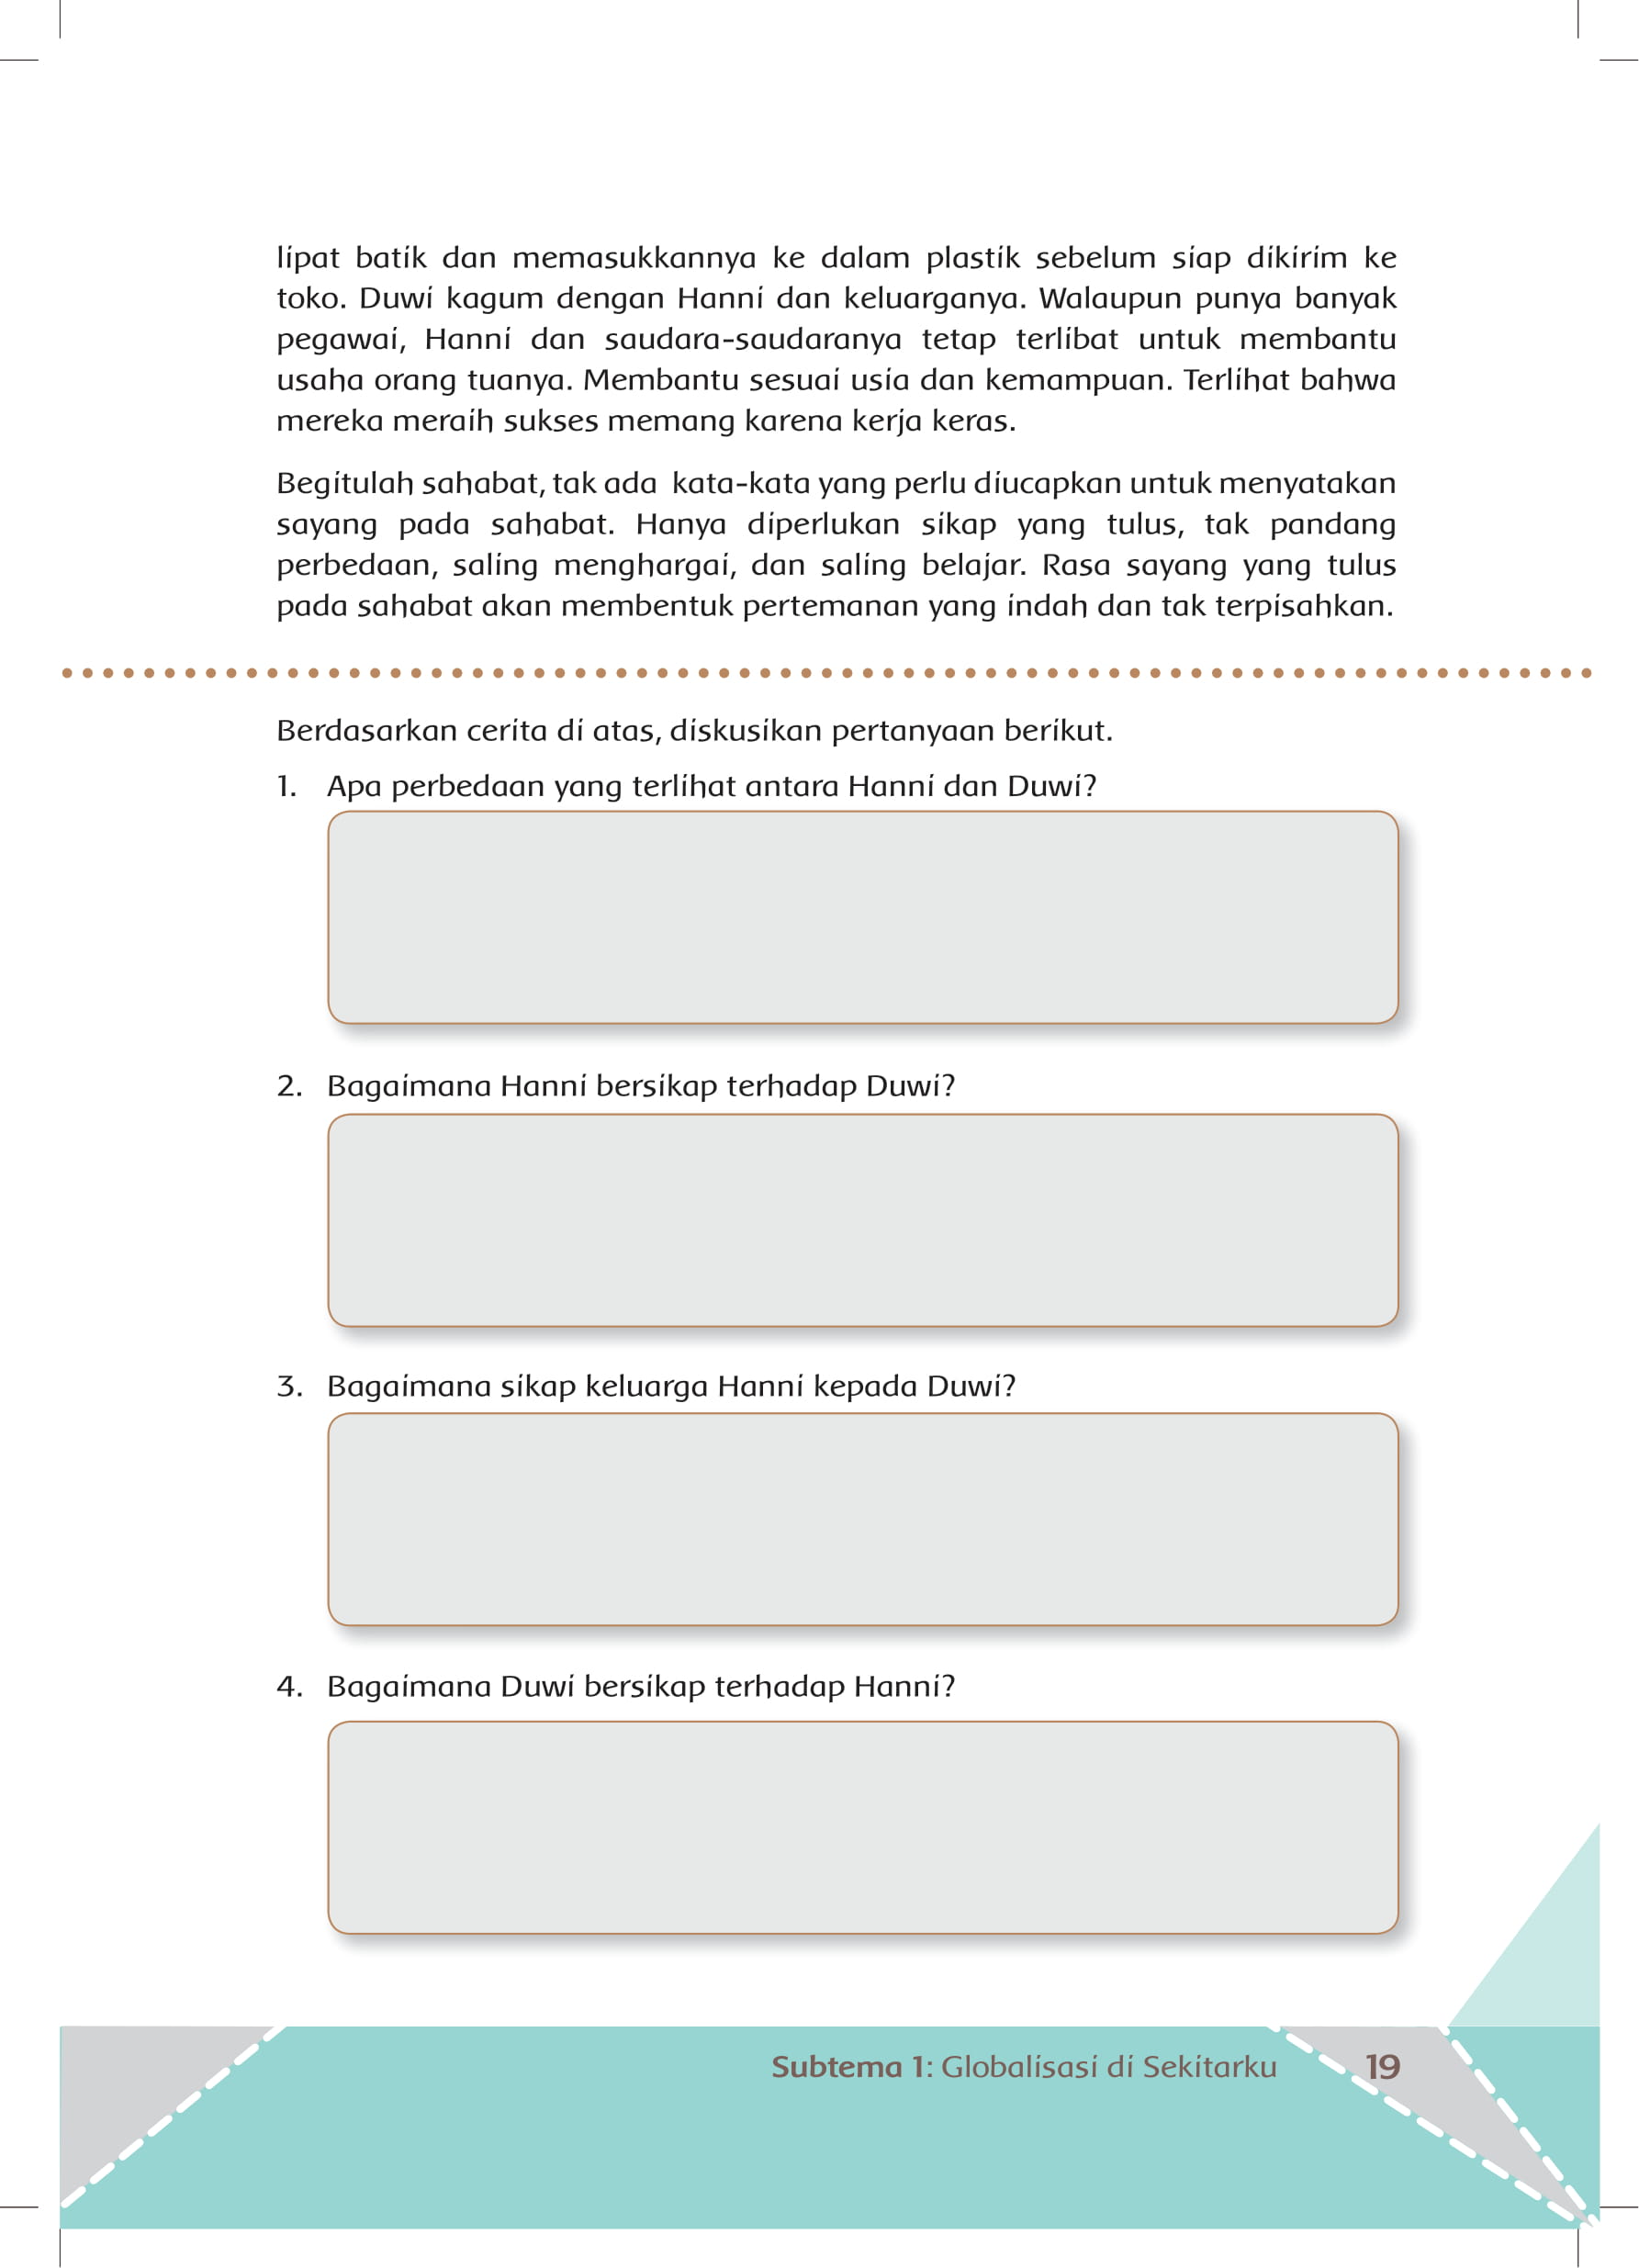 lipat batik dan memasukkannya ke dalam plastik sebelum siap dikirim ke
toko. Duwi kagum dengan Hanni dan keluarganya. Walaupun punya banyak
pegawai, Hanni dan saudara-saudaranya tetap terlibat untuk membantu
usaha orang tuanya. Membantu sesuai usia dan kemampuan. Terlihat bahwa
mereka meraih sukses memang karena kerja keras.
Begitulah sahabat, tak ada kata-kata yang perlu diucapkan untuk menyatakan
sayang pada sahabat. Hanya diperlukan sikap yang tulus, tak pandang
perbedaan, saling menghargai, dan saling belajar. Rasa sayang yang tulus
pada sahabat akan membentuk pertemanan yang indah dan tak terpisahkan.
Berdasarkan cerita di atas, diskusikan pertanyaan berikut.
1. Apa perbedaan yang terlihat antara Hanni dan Duwi?
2. Bagaimana Hanni bersikap terhadap Duwi?
3. Bagaimana sikap keluarga Hanni kepada Duwi?
4. Bagaimana Duwi bersikap terhadap Hanni?
Subtema 1: Globalisasi di Sekitarku 19